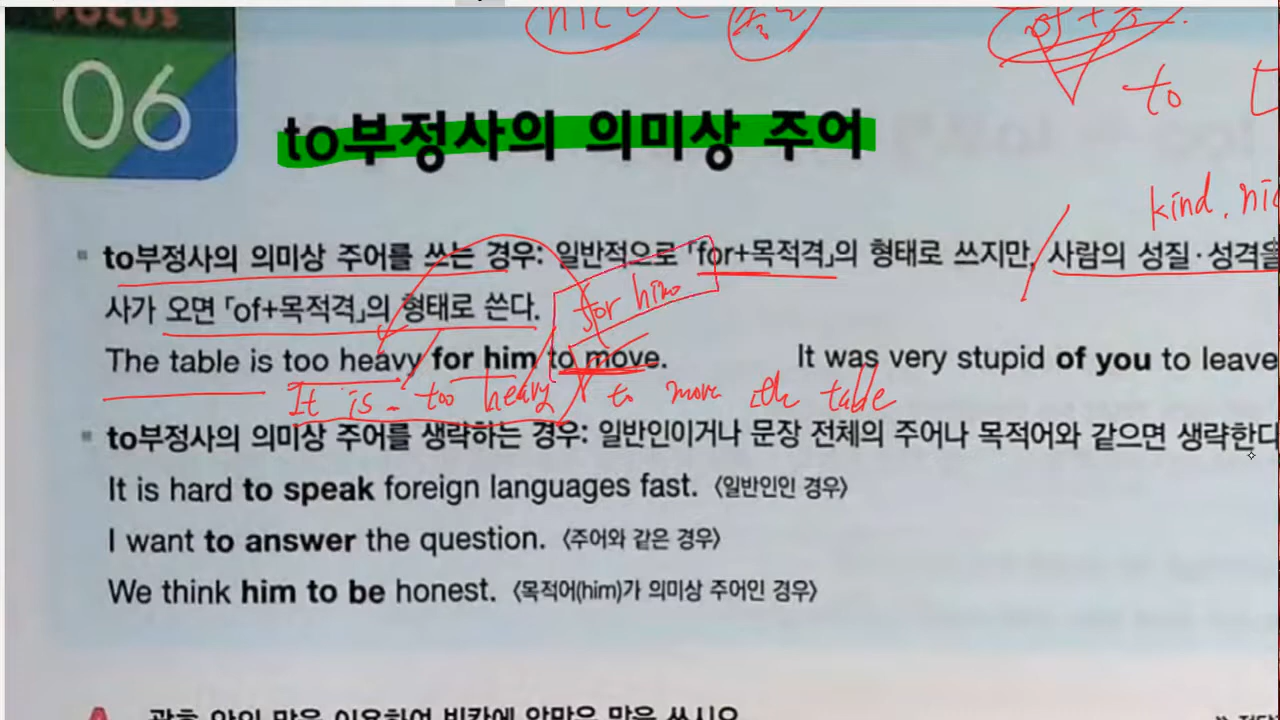 FOCUS
06
to부정사의 의미상 주어
to
kind, nic
to부정사의 의미상 주어를 쓰는 경우: 일반적으로 「for+목적격」의 형태로 쓰지만, 사람의 성질·성격을
사가 오면 「of+목적격」의 형태로 쓴다.
for him
The table is too heavy for him to move. It was very stupid of you to leave
It is too heavy to move the table
to부정사의 의미상 주어를 생략하는 경우: 일반인이거나 문장 전체의 주어나 목적어와 같으면 생략한다
It is hard to speak foreign languages fast. 〈일반인인 경우〉
I want to answer the question. 〈주어와 같은 경우〉
We think him to be honest. 〈목적어(him)가 의미상 주어인 경우〉